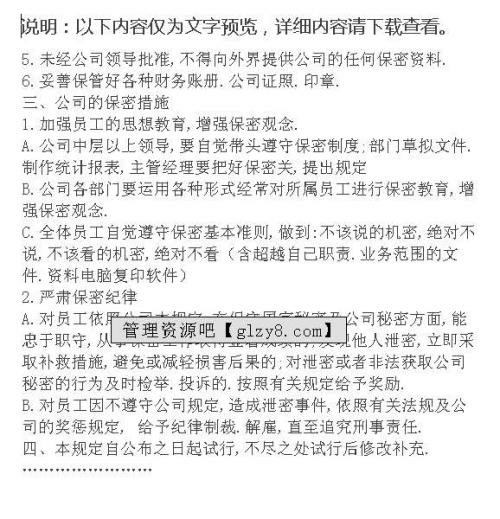 说明：以下内容仅为文字预览，详细内容请下载查看。
5. 未经公司领导批准, 不得向外界提供公司的任何保密资料.
6. 妥善保管好各种财务账册. 公司证照. 印章.
三、公司的保密措施
1. 加强员工的思想教育, 增强保密观念.
A. 公司中层以上领导, 要自觉带头遵守保密制度; 部门草拟文件.
制作统计报表, 主管经理要把好保密关, 提出规定
B. 公司各部门要运用各种形式经常对所属员工进行保密教育, 增
强保密观念.
C. 全体员工自觉遵守保密基本准则, 做到: 不该说的机密, 绝对不
说, 不该看的机密, 绝对不看（含超越自己职责. 业务范围的文
件. 资料电脑复印软件）
2. 严肃保密纪律
A. 对员工依照公司本规定, 公司秘密方面, 能
忠于职守, 发现他人泄密, 立即采
管理资源吧【glzy8.com】
取补救措施, 避免或减轻损害后果的; 对泄密或者非法获取公司
秘密的行为及时检举. 投诉的. 按照有关规定给予奖励.
B. 对员工因不遵守公司规定, 造成泄密事件, 依照有关法规及公
司的奖惩规定, 给予纪律制裁. 解雇, 直至追究刑事责任.
四、本规定自公布之日起试行, 不尽之处试行后修改补充.
……………………